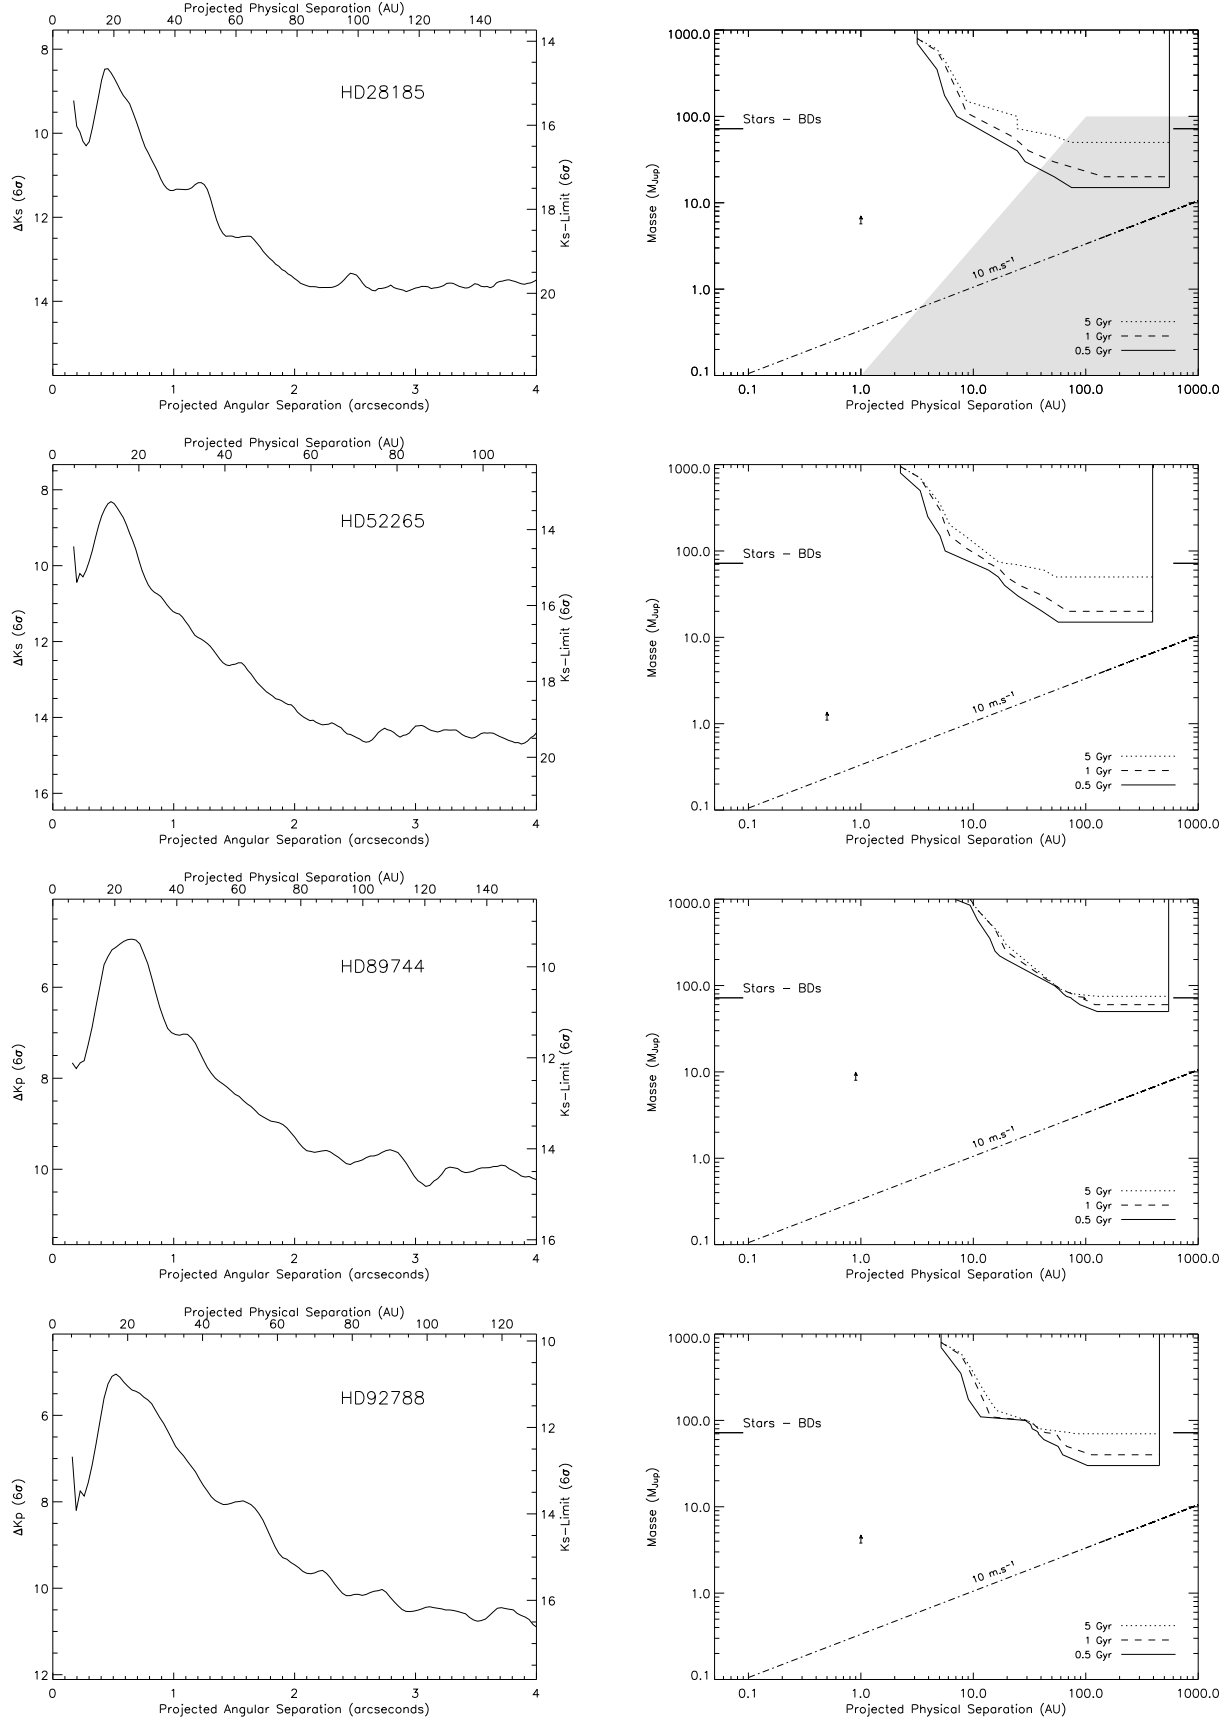 Projected Physical Separation (AU)
0 20 40 60 80 100 120 140
8
10
12
14
14
16
18
20
ΔKs (6σ)
Ks-Limit (6σ)
HD28185
0 1 2 3 4
Projected Angular Separation (arcseconds)
1000.0
100.0
10.0
1.0
0.1
Masse (MJup)
Stars - BDs
10 m.s⁻¹
5 Gyr
1 Gyr
0.5 Gyr
0.1 1.0 10.0 100.0 1000.0
Projected Physical Separation (AU)
Projected Physical Separation (AU)
0 20 40 60 80 100
8
10
12
14
16
14
16
18
20
ΔKs (6σ)
Ks-Limit (6σ)
HD52265
0 1 2 3 4
Projected Angular Separation (arcseconds)
1000.0
100.0
10.0
1.0
0.1
Masse (MJup)
Stars - BDs
10 m.s⁻¹
5 Gyr
1 Gyr
0.5 Gyr
0.1 1.0 10.0 100.0 1000.0
Projected Physical Separation (AU)
Projected Physical Separation (AU)
0 20 40 60 80 100 120 140
6
8
10
10
12
14
16
ΔKp (6σ)
Ks-Limit (6σ)
HD89744
0 1 2 3 4
Projected Angular Separation (arcseconds)
1000.0
100.0
10.0
1.0
0.1
Masse (MJup)
Stars - BDs
10 m.s⁻¹
5 Gyr
1 Gyr
0.5 Gyr
0.1 1.0 10.0 100.0 1000.0
Projected Physical Separation (AU)
Projected Physical Separation (AU)
0 20 40 60 80 100 120
6
8
10
12
10
12
14
16
ΔKp (6σ)
Ks-Limit (6σ)
HD92788
0 1 2 3 4
Projected Angular Separation (arcseconds)
1000.0
100.0
10.0
1.0
0.1
Masse (MJup)
Stars - BDs
10 m.s⁻¹
5 Gyr
1 Gyr
0.5 Gyr
0.1 1.0 10.0 100.0 1000.0
Projected Physical Separation (AU)